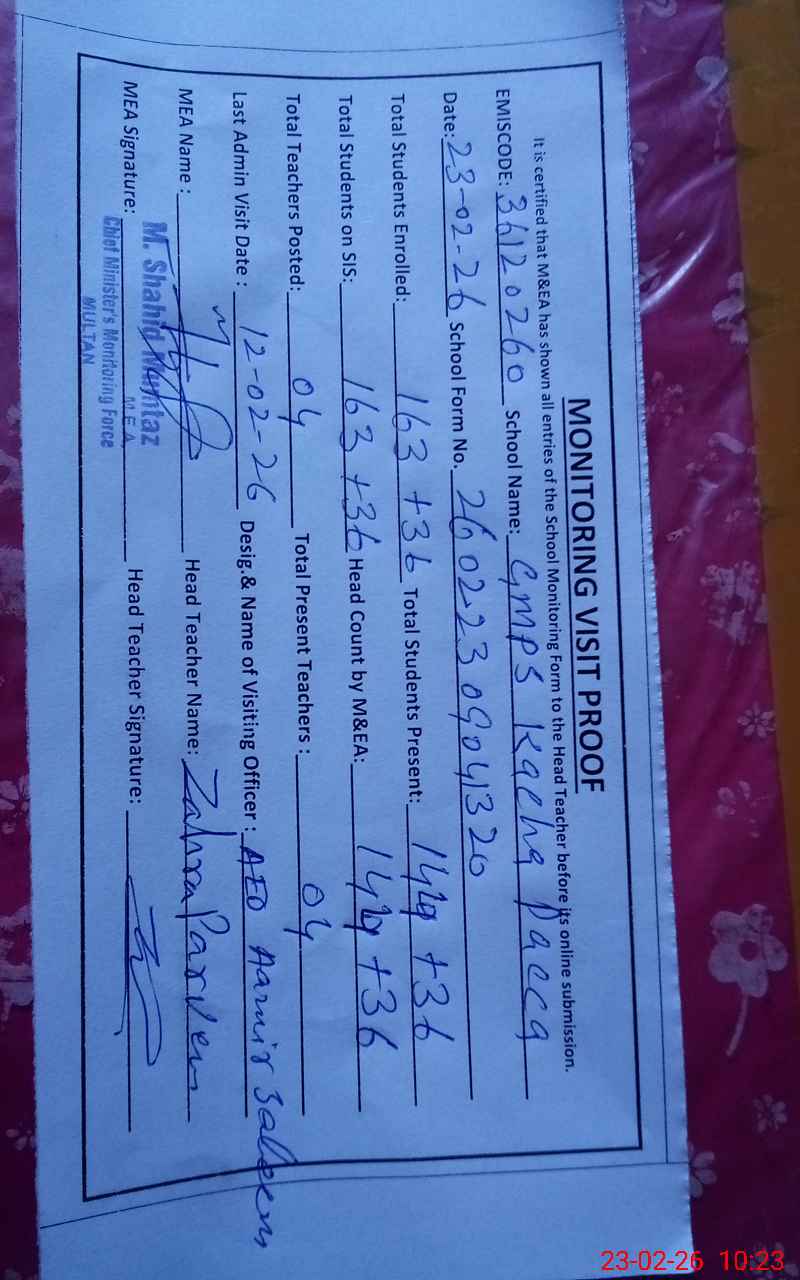 MONITORING VISIT PROOF
It is certified that M&EA has shown all entries of the School Monitoring Form to the Head Teacher before its online submission.
EMISCODE: 36120260 School Name: GMPS Kacha Pacca
Date: 23-02-26 School Form No. 26022309041320
Total Students Enrolled: 163 +36 Total Students Present: 149 +36
Total Students on SIS: 163 +36 Head Count by M&EA: 149 +36
Total Teachers Posted: 04 Total Present Teachers : 04
Last Admin Visit Date : 12-02-26 Desig.& Name of Visiting Officer : AEO Aamir Saleem
MEA Name : Head Teacher Name: Zahra Parveen
MEA Signature: Head Teacher Signature:
M. Shahid Mumtaz
M.E.A.
Chief Minister's Monitoring Force
MULTAN
23-02-26 10:23